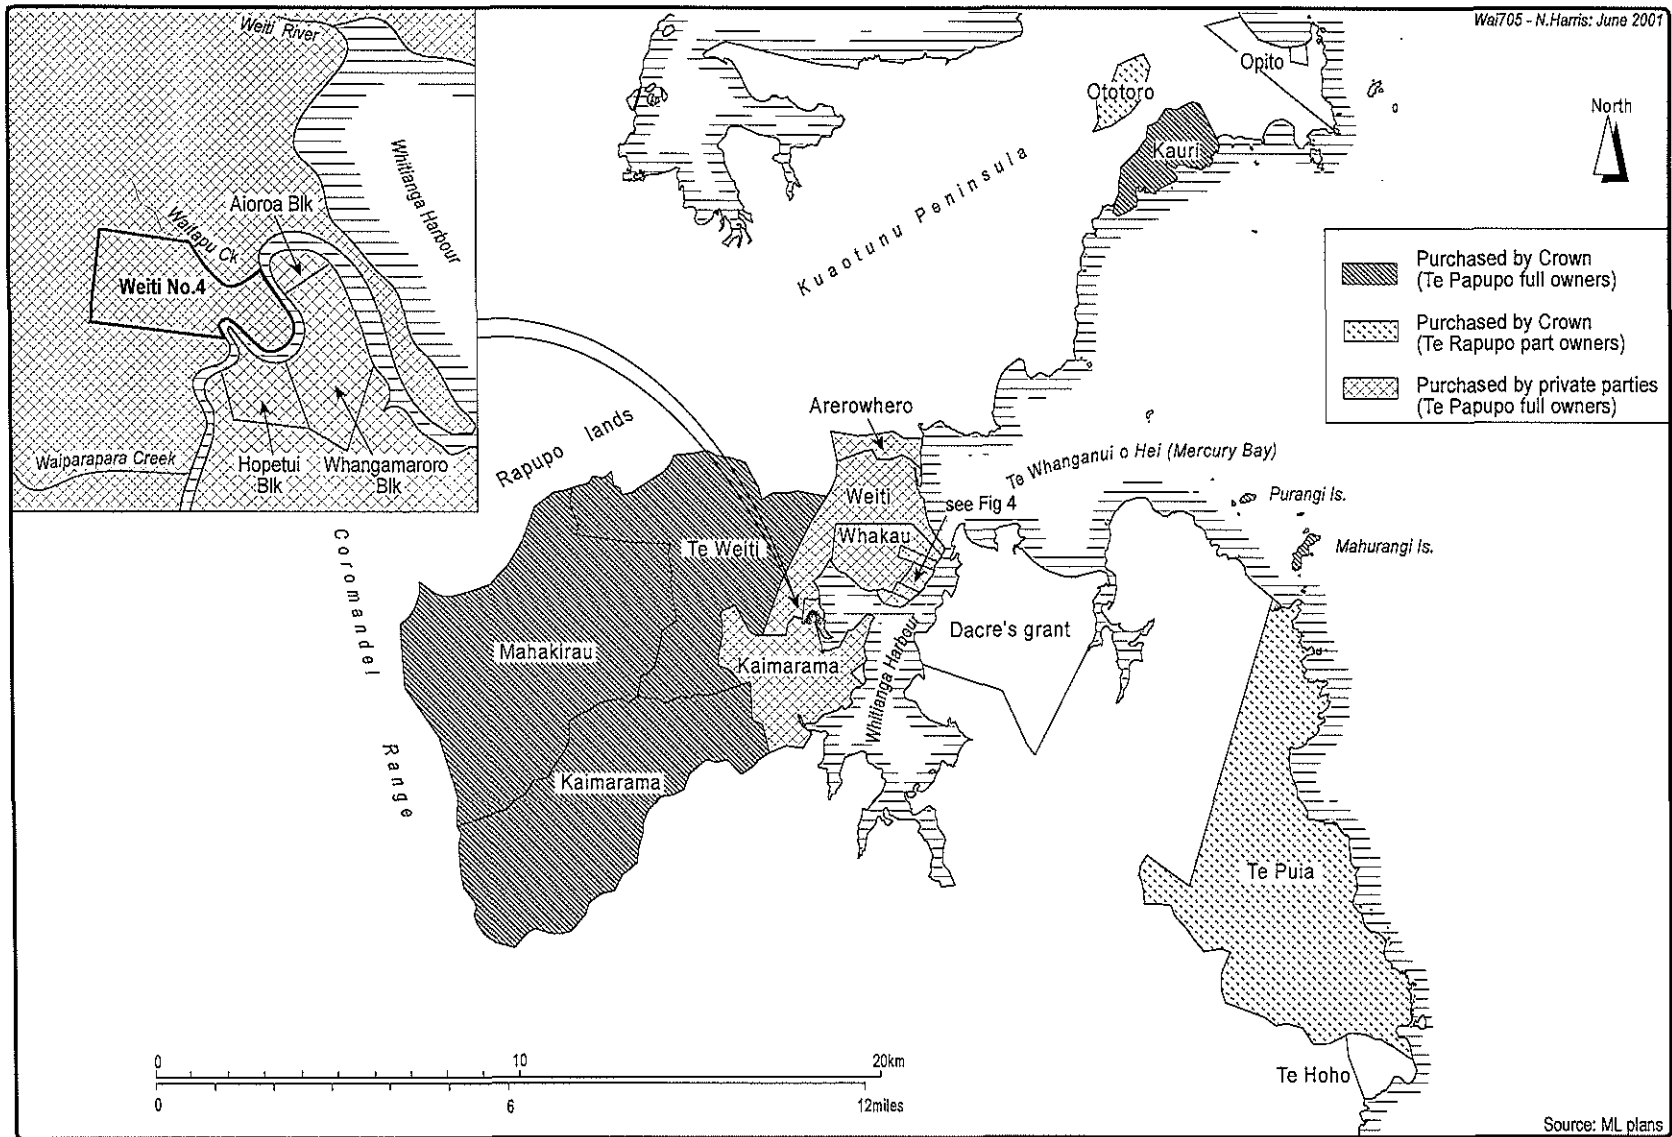 Wai705 - N.Harris: June 2001
Weiti River
Whitianga Harbour
Aioroa Blk
Waitapu Ck
Weiti No.4
Waiparapara Creek
Hopetui
Blk
Whangamaroro
Blk
Opito
Ototoro
Kauri
Kuaotunu Peninsula
North
Purchased by Crown
(Te Papupo full owners)
Purchased by Crown
(Te Rapupo part owners)
Purchased by private parties
(Te Papupo full owners)
Rapupo lands
Arerowhero
Te Whanganui o Hei (Mercury Bay)
Weiti
see Fig 4
Purangi Is.
Whakau
Te Weiti
Mahurangi Is.
Coromandel
Range
Dacre's grant
Mahakirau
Kaimarama
Whitianga Harbour
Kaimarama
Te Puia
0 10 20km
0 6 12miles
Te Hoho
Source: ML plans